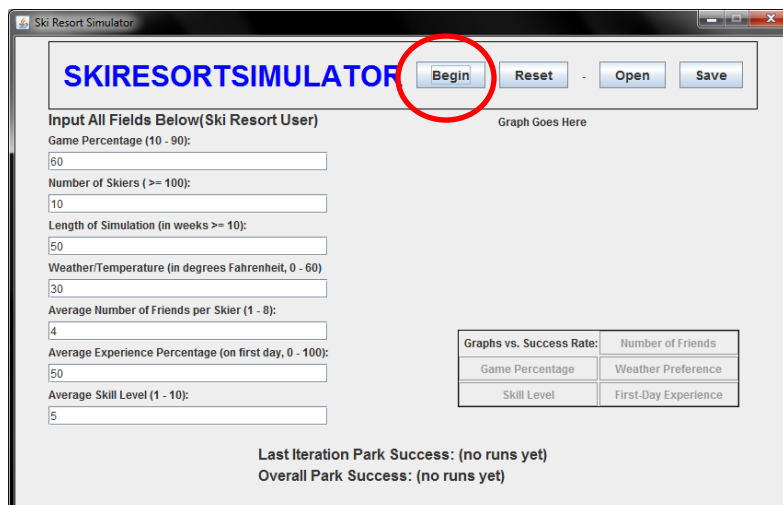 Ski Resort Simulator
SKIRESORTSIMULATOR Begin Reset - Open Save
Input All Fields Below(Ski Resort User)
Graph Goes Here
Game Percentage (10 - 90):
60
Number of Skiers ( >= 100):
10
Length of Simulation (in weeks >= 10):
50
Weather/Temperature (in degrees Fahrenheit, 0 - 60)
30
Average Number of Friends per Skier (1 - 8):
4
Average Experience Percentage (on first day, 0 - 100):
50
Average Skill Level (1 - 10):
5
Graphs vs. Success Rate: Number of Friends
Game Percentage Weather Preference
Skill Level First-Day Experience
Last Iteration Park Success: (no runs yet)
Overall Park Success: (no runs yet)